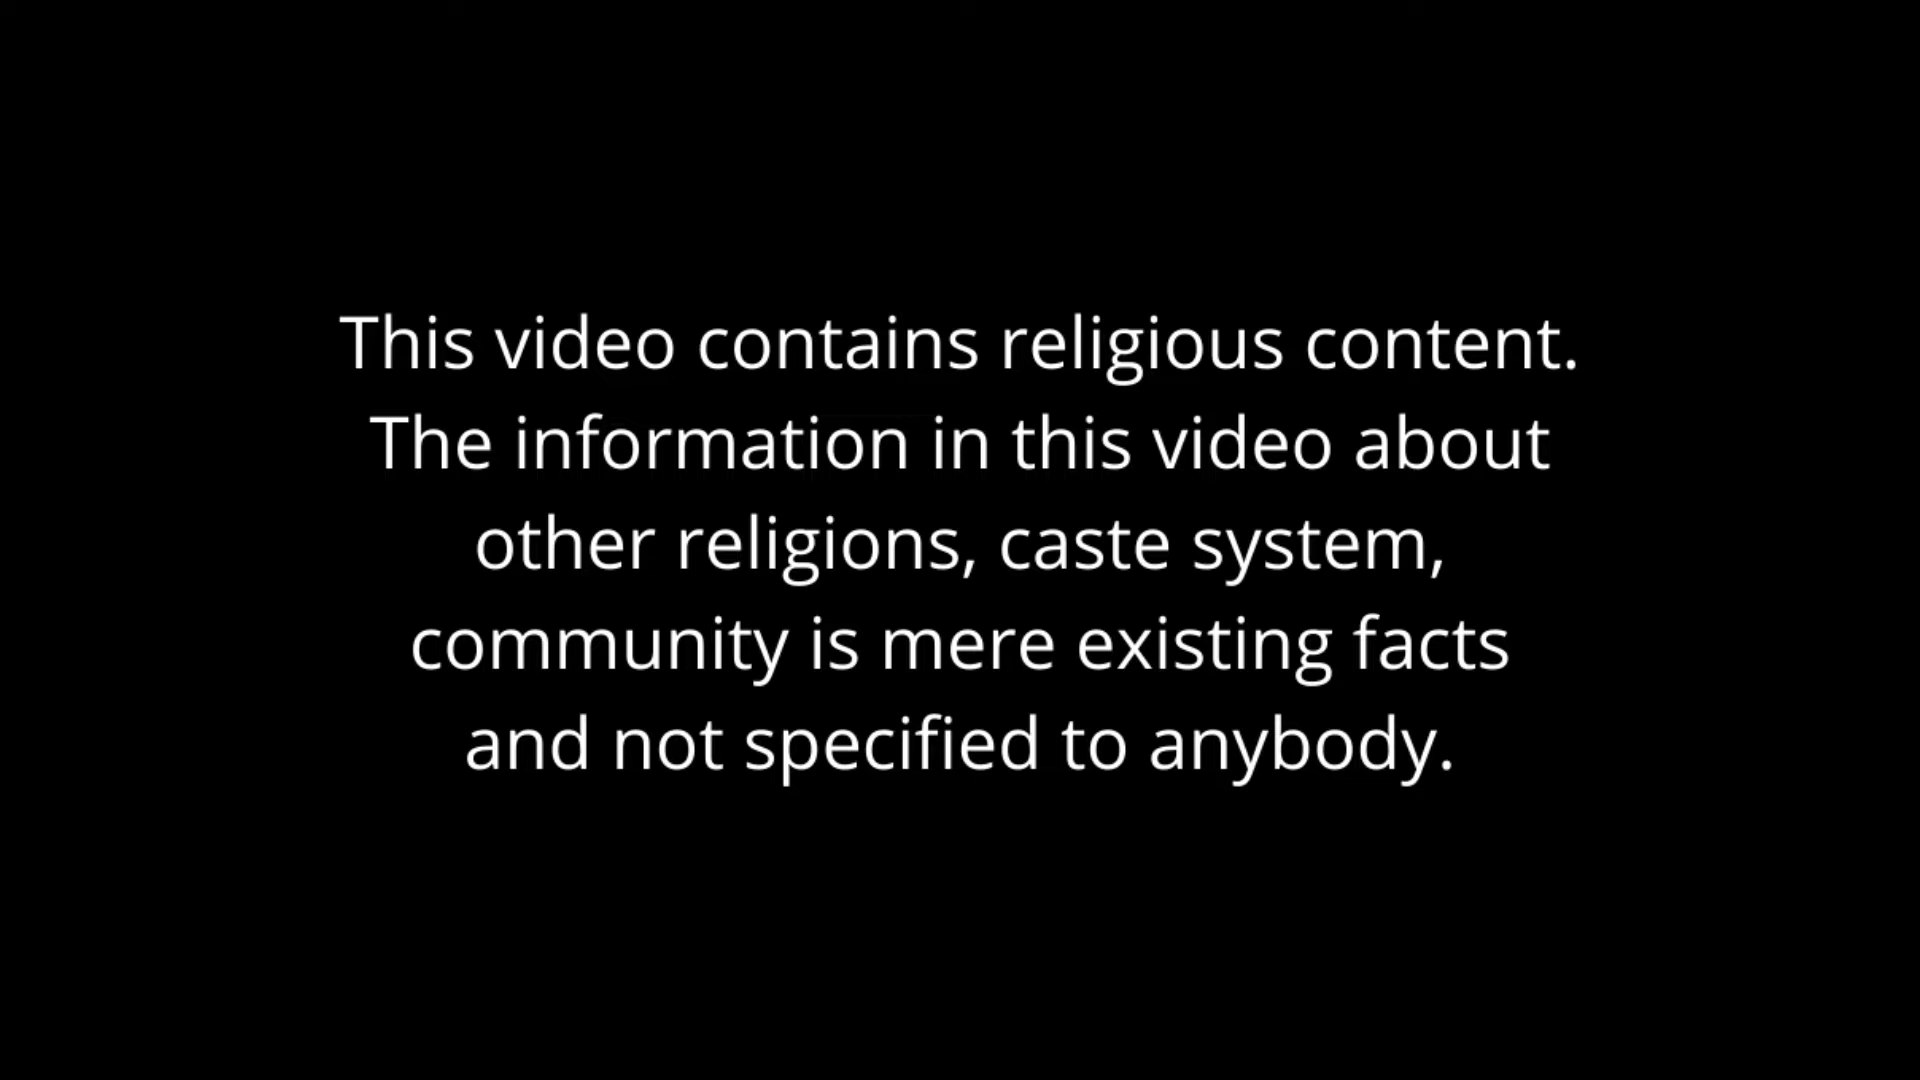 This video contains religious content.
The information in this video about
other religions, caste system,
community is mere existing facts
and not specified to anybody.